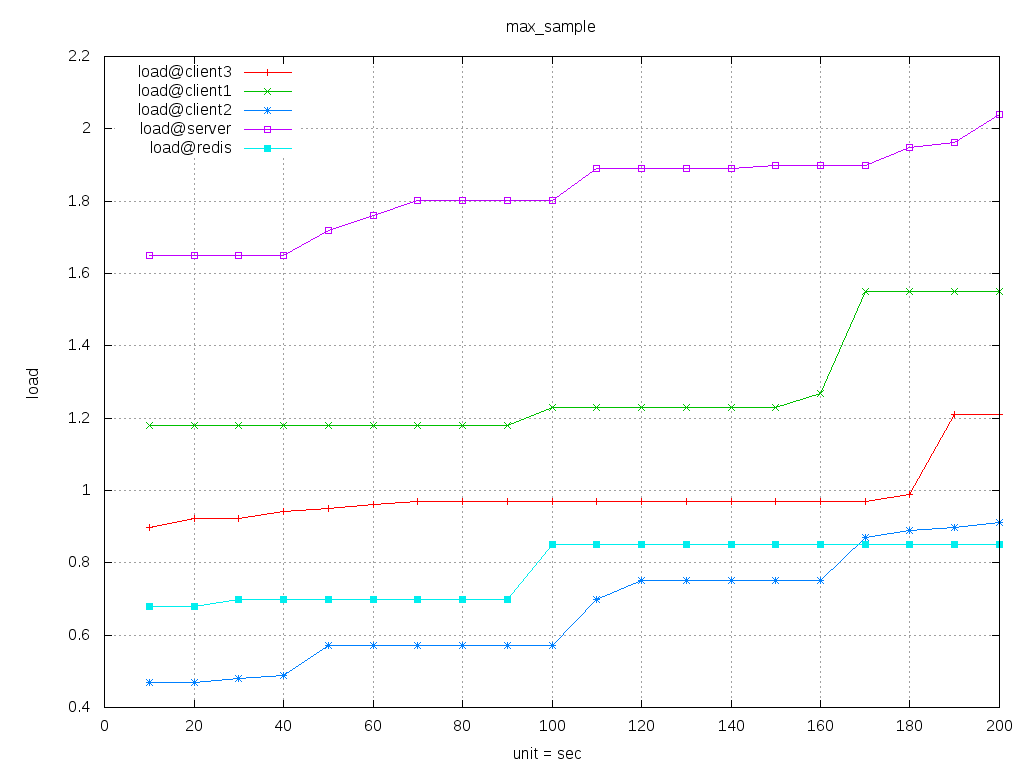 max_sample
load@client3
load@client1
load@client2
load@server
load@redis
2.2
2
1.8
1.6
1.4
1.2
1
0.8
0.6
0.4
load
0 20 40 60 80 100 120 140 160 180 200
unit = sec